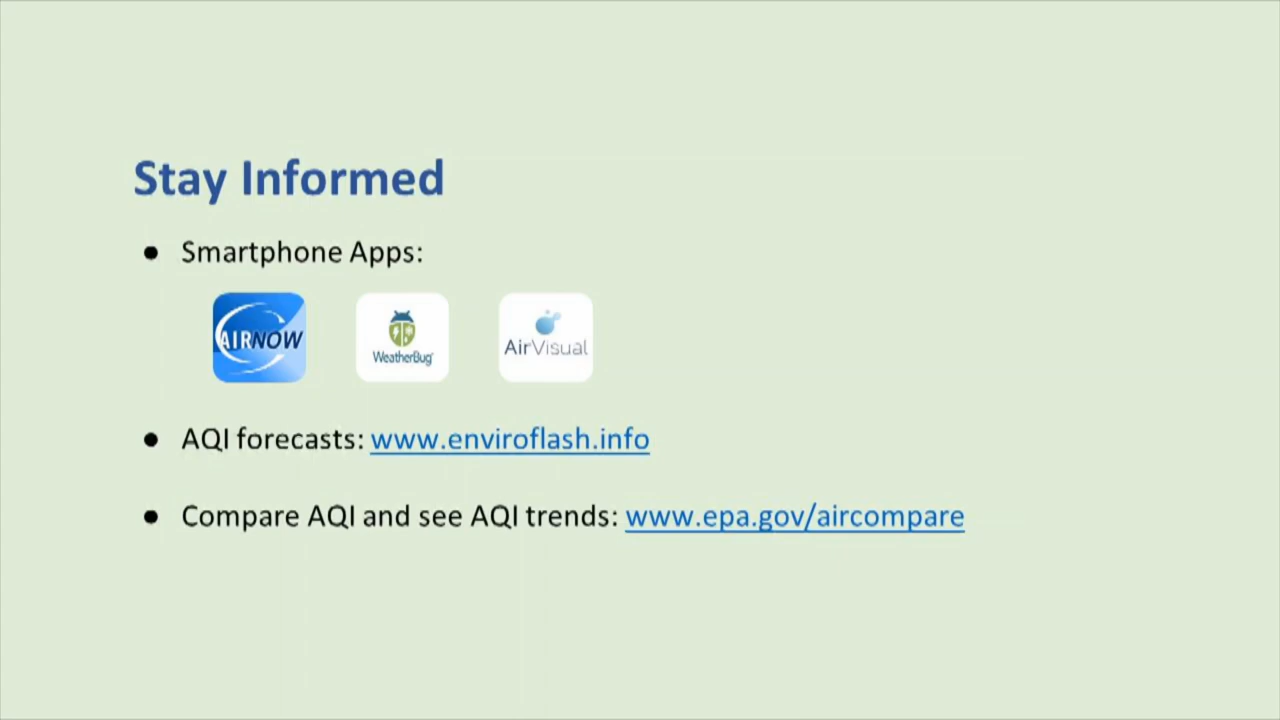 Stay Informed
● Smartphone Apps:
AIRNOW WeatherBug AirVisual
● AQI forecasts: www.enviroflash.info
● Compare AQI and see AQI trends: www.epa.gov/aircompare